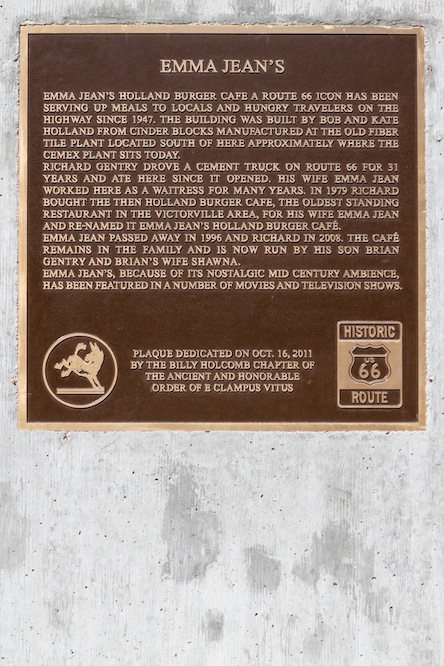 EMMA JEAN'S
EMMA JEAN'S HOLLAND BURGER CAFE A ROUTE 66 ICON HAS BEEN
SERVING UP MEALS TO LOCALS AND HUNGRY TRAVELERS ON THE
HIGHWAY SINCE 1947. THE BUILDING WAS BUILT BY BOB AND KATE
HOLLAND FROM CINDER BLOCKS MANUFACTURED AT THE OLD FIBER
TILE PLANT LOCATED SOUTH OF HERE APPROXIMATELY WHERE THE
CEMEX PLANT SITS TODAY.
RICHARD GENTRY DROVE A CEMENT TRUCK ON ROUTE 66 FOR 31
YEARS AND ATE HERE SINCE IT OPENED. HIS WIFE EMMA JEAN
WORKED HERE AS A WAITRESS FOR MANY YEARS. IN 1979 RICHARD
BOUGHT THE THEN HOLLAND BURGER CAFE, THE OLDEST STANDING
RESTAURANT IN THE VICTORVILLE AREA, FOR HIS WIFE EMMA JEAN
AND RE-NAMED IT EMMA JEAN'S HOLLAND BURGER CAFÉ.
EMMA JEAN PASSED AWAY IN 1996 AND RICHARD IN 2008. THE CAFÉ
REMAINS IN THE FAMILY AND IS NOW RUN BY HIS SON BRIAN
GENTRY AND BRIAN'S WIFE SHAWNA.
EMMA JEAN'S, BECAUSE OF ITS NOSTALGIC MID CENTURY AMBIENCE,
HAS BEEN FEATURED IN A NUMBER OF MOVIES AND TELEVISION SHOWS.
PLAQUE DEDICATED ON OCT. 16, 2011
BY THE BILLY HOLCOMB CHAPTER OF
THE ANCIENT AND HONORABLE
ORDER OF E CLAMPUS VITUS
HISTORIC
US
66
ROUTE